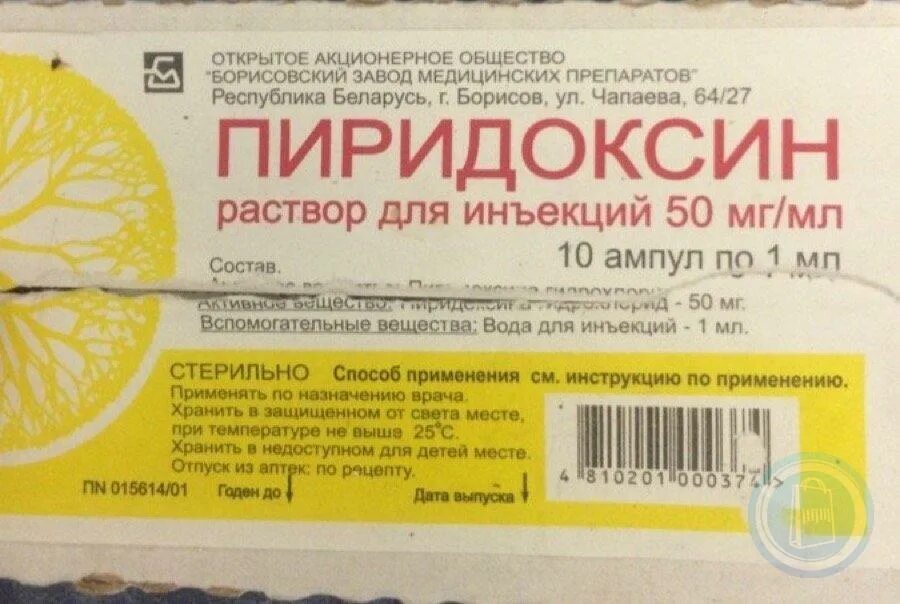 ОТКРЫТОЕ АКЦИОНЕРНОЕ ОБЩЕСТВО
"БОРИСОВСКИЙ ЗАВОД МЕДИЦИНСКИХ ПРЕПАРАТОВ"
Республика Беларусь, г. Борисов, ул. Чапаева, 64/27
ПИРИДОКСИН
раствор для инъекций 50 мг/мл
10 ампул по 1 мл
Состав.
Активное вещество: Пиридоксина гидрохлорид - 50 мг.
Вспомогательные вещества: Вода для инъекций - 1 мл.
СТЕРИЛЬНО Способ применения см. инструкцию по применению.
Применять по назначению врача.
Хранить в защищенном от света месте,
при температуре не выше 25°С.
Хранить в недоступном для детей месте.
Отпуск из аптек: по рецепту.
ПN 015614/01 Годен до Дата выпуска
4 810201 000374 >